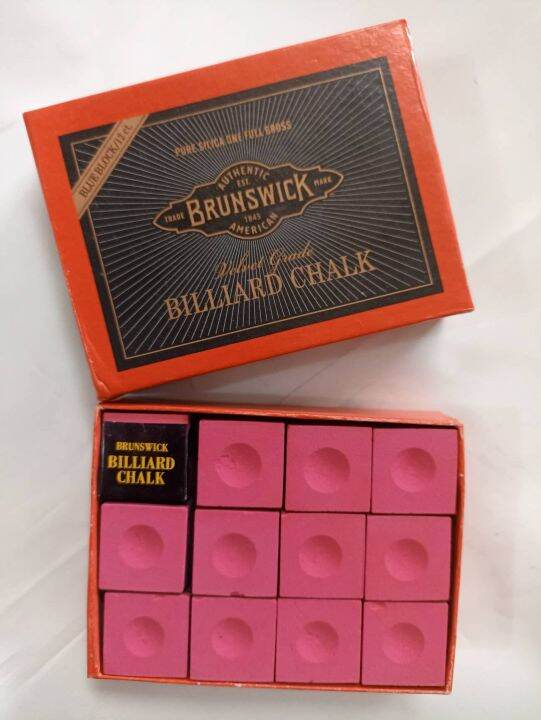 BLUE BLOCK/12 ct.
PURE SILICA ONE FULL GROSS
AUTHENTIC
EST.
TRADE BRUNSWICK MARK
1845
AMERICAN
Velvet Grade
BILLIARD CHALK
BRUNSWICK
BILLIARD
CHALK